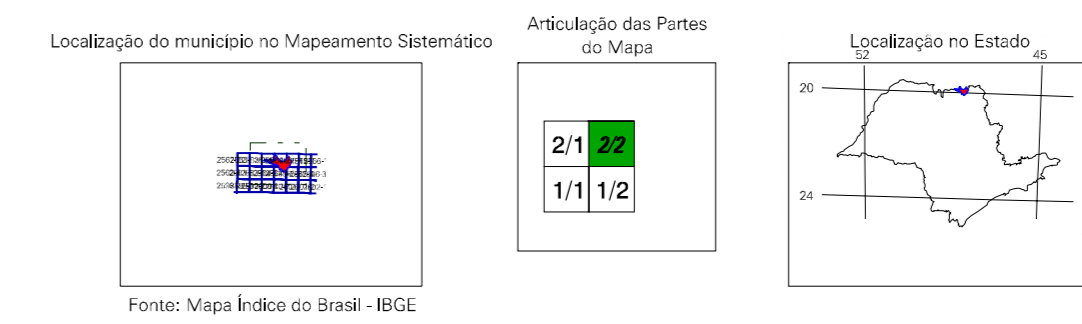 Localização do município no Mapeamento Sistemático
Fonte: Mapa Índice do Brasil - IBGE
Articulação das Partes
do Mapa
2/1 2/2
1/1 1/2
Localização no Estado
52 45
20
24